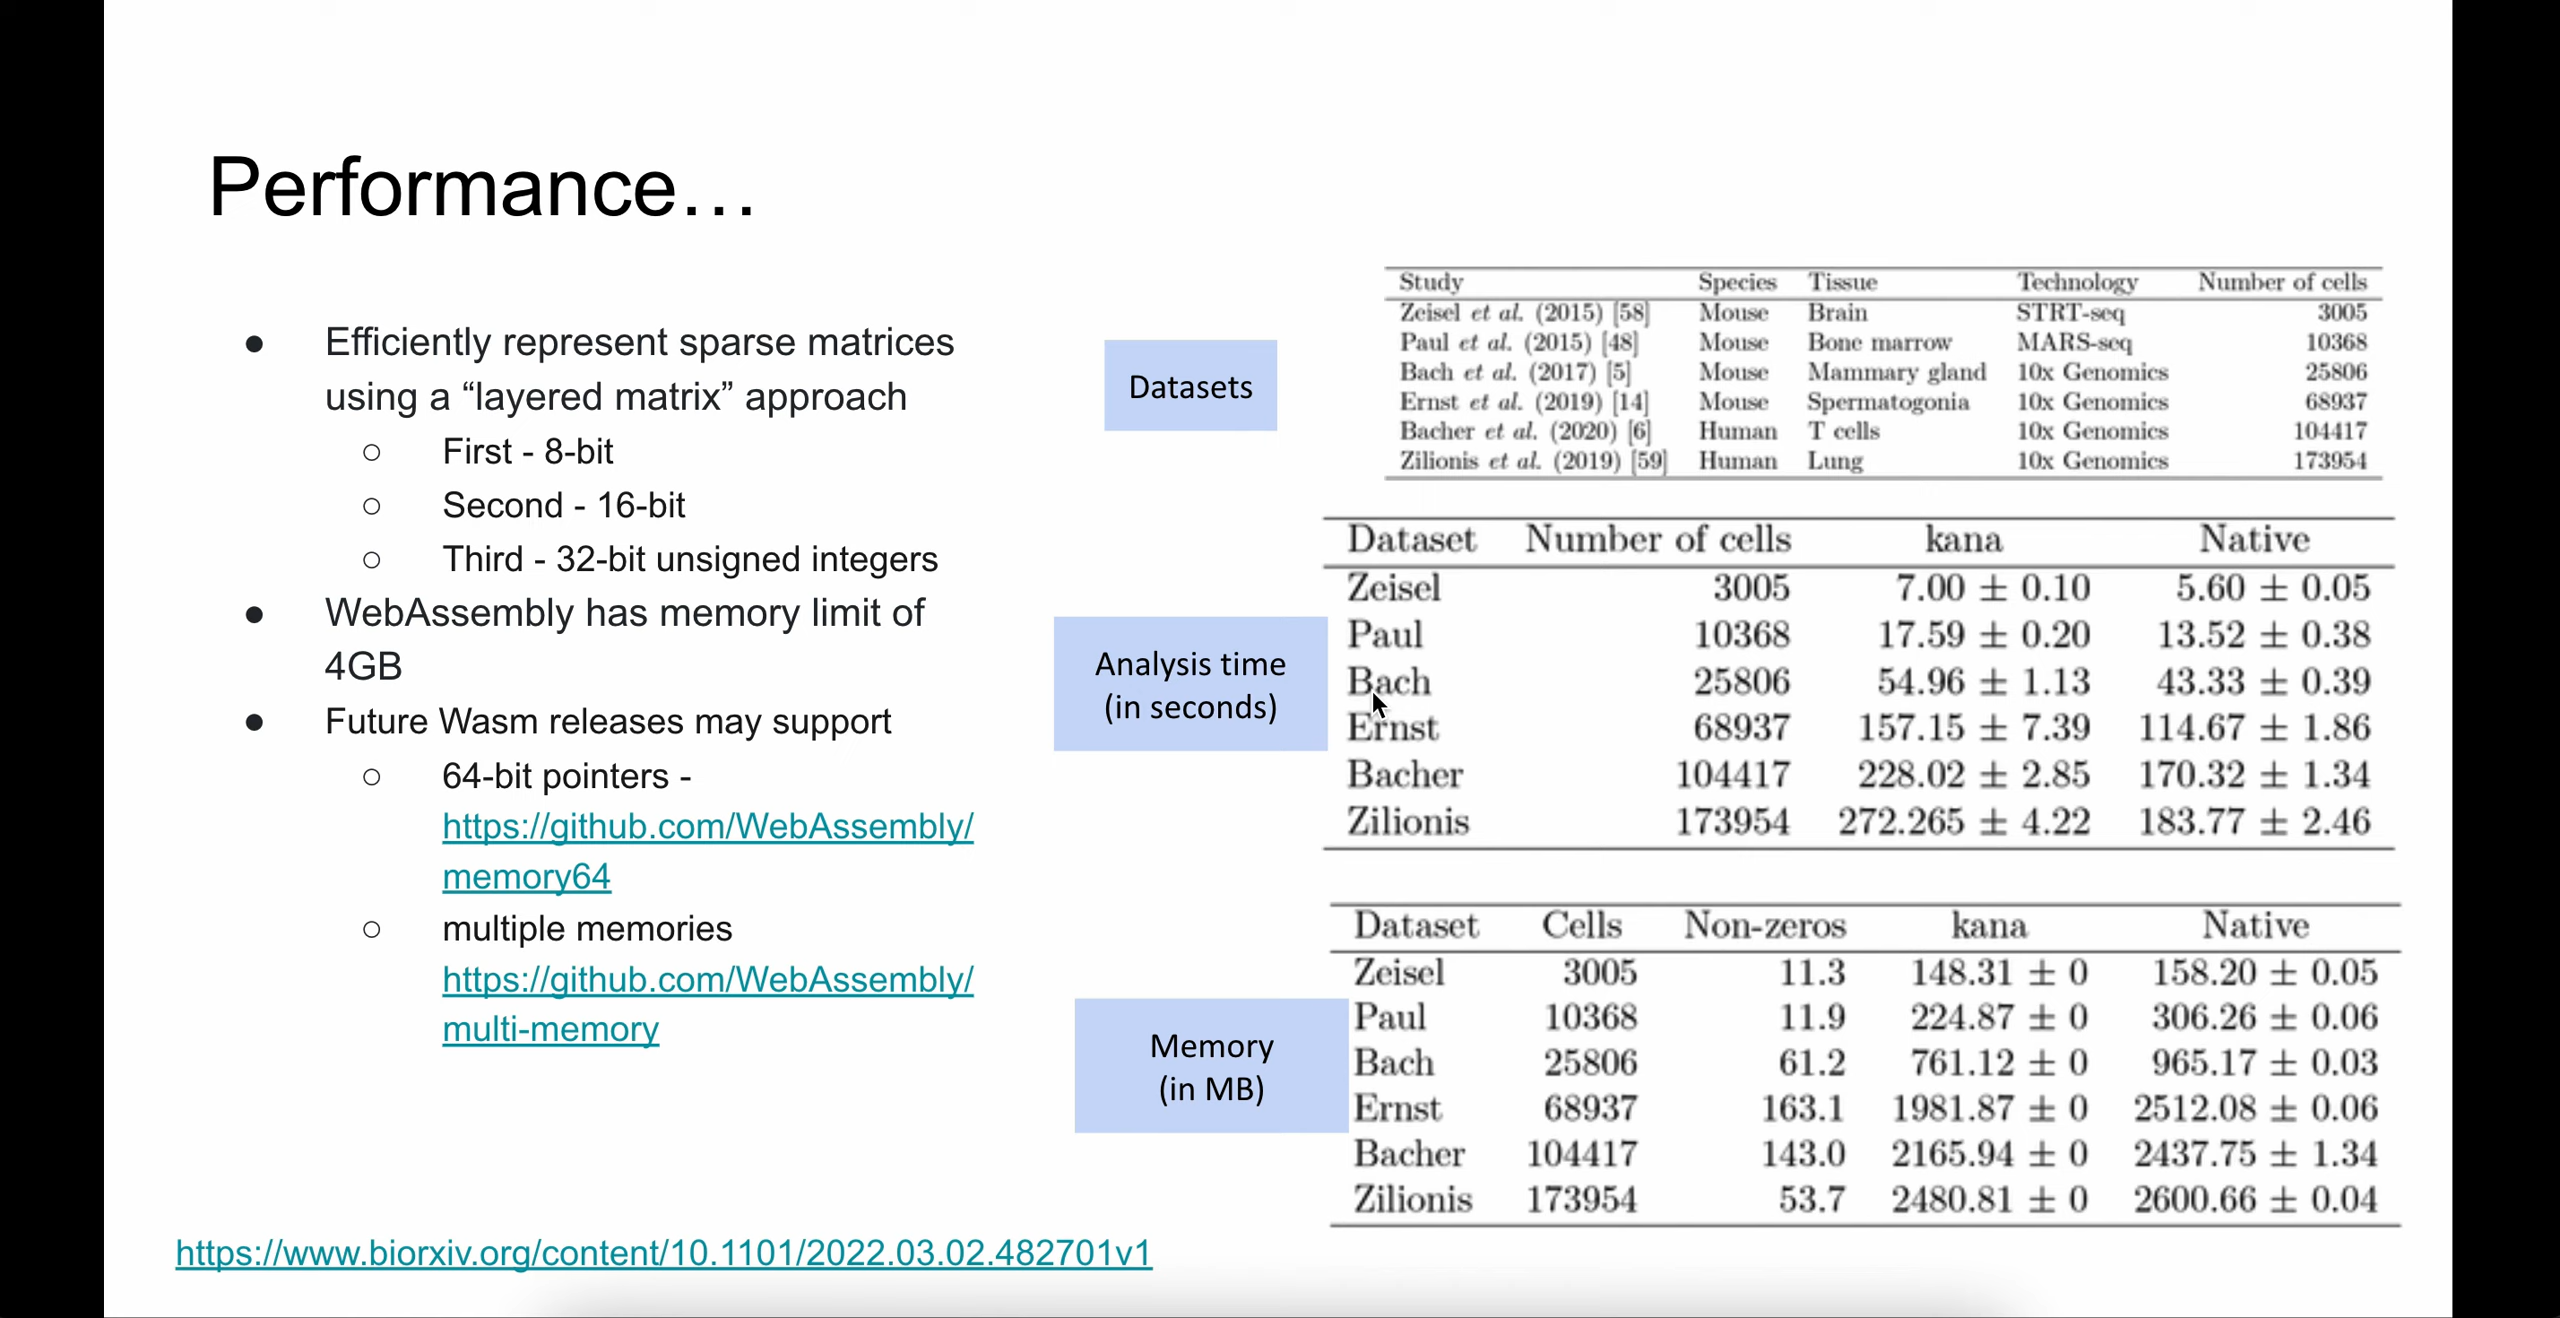 Performance…
● Efficiently represent sparse matrices
using a “layered matrix” approach
○ First - 8-bit
○ Second - 16-bit
○ Third - 32-bit unsigned integers
● WebAssembly has memory limit of
4GB
● Future Wasm releases may support
○ 64-bit pointers -
https://github.com/WebAssembly/
memory64
○ multiple memories
https://github.com/WebAssembly/
multi-memory
https://www.biorxiv.org/content/10.1101/2022.03.02.482701v1
Datasets
Study Species Tissue Technology Number of cells
Zeisel et al. (2015) [58] Mouse Brain STRT-seq 3005
Paul et al. (2015) [48] Mouse Bone marrow MARS-seq 10368
Bach et al. (2017) [5] Mouse Mammary gland 10x Genomics 25806
Ernst et al. (2019) [14] Mouse Spermatogonia 10x Genomics 68937
Bacher et al. (2020) [6] Human T cells 10x Genomics 104417
Zilionis et al. (2019) [59] Human Lung 10x Genomics 173954
Analysis time
(in seconds)
Dataset Number of cells kana Native
Zeisel 3005 7.00 ± 0.10 5.60 ± 0.05
Paul 10368 17.59 ± 0.20 13.52 ± 0.38
Bach 25806 54.96 ± 1.13 43.33 ± 0.39
Ernst 68937 157.15 ± 7.39 114.67 ± 1.86
Bacher 104417 228.02 ± 2.85 170.32 ± 1.34
Zilionis 173954 272.265 ± 4.22 183.77 ± 2.46
Memory
(in MB)
Dataset Cells Non-zeros kana Native
Zeisel 3005 11.3 148.31 ± 0 158.20 ± 0.05
Paul 10368 11.9 224.87 ± 0 306.26 ± 0.06
Bach 25806 61.2 761.12 ± 0 965.17 ± 0.03
Ernst 68937 163.1 1981.87 ± 0 2512.08 ± 0.06
Bacher 104417 143.0 2165.94 ± 0 2437.75 ± 1.34
Zilionis 173954 53.7 2480.81 ± 0 2600.66 ± 0.04